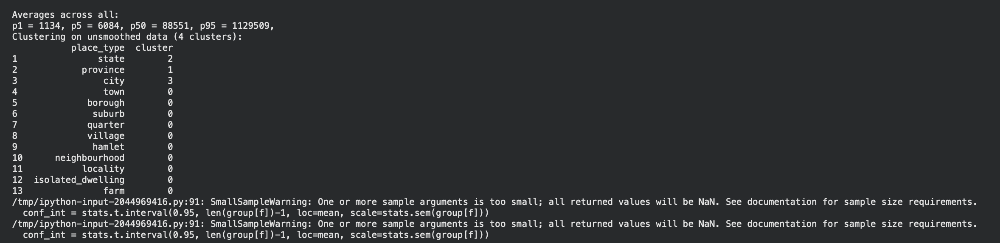 Averages across all:
p1 = 1134, p5 = 6084, p50 = 88551, p95 = 1129509,
Clustering on unsmoothed data (4 clusters):
place_type cluster
1 state 2
2 province 1
3 city 3
4 town 0
5 borough 0
6 suburb 0
7 quarter 0
8 village 0
9 hamlet 0
10 neighbourhood 0
11 locality 0
12 isolated_dwelling 0
13 farm 0
/tmp/ipython-input-2044969416.py:91: SmallSampleWarning: One or more sample arguments is too small; all returned values will be NaN. See documentation for sample size requirements.
conf_int = stats.t.interval(0.95, len(group[f])-1, loc=mean, scale=stats.sem(group[f]))
/tmp/ipython-input-2044969416.py:91: SmallSampleWarning: One or more sample arguments is too small; all returned values will be NaN. See documentation for sample size requirements.
conf_int = stats.t.interval(0.95, len(group[f])-1, loc=mean, scale=stats.sem(group[f]))